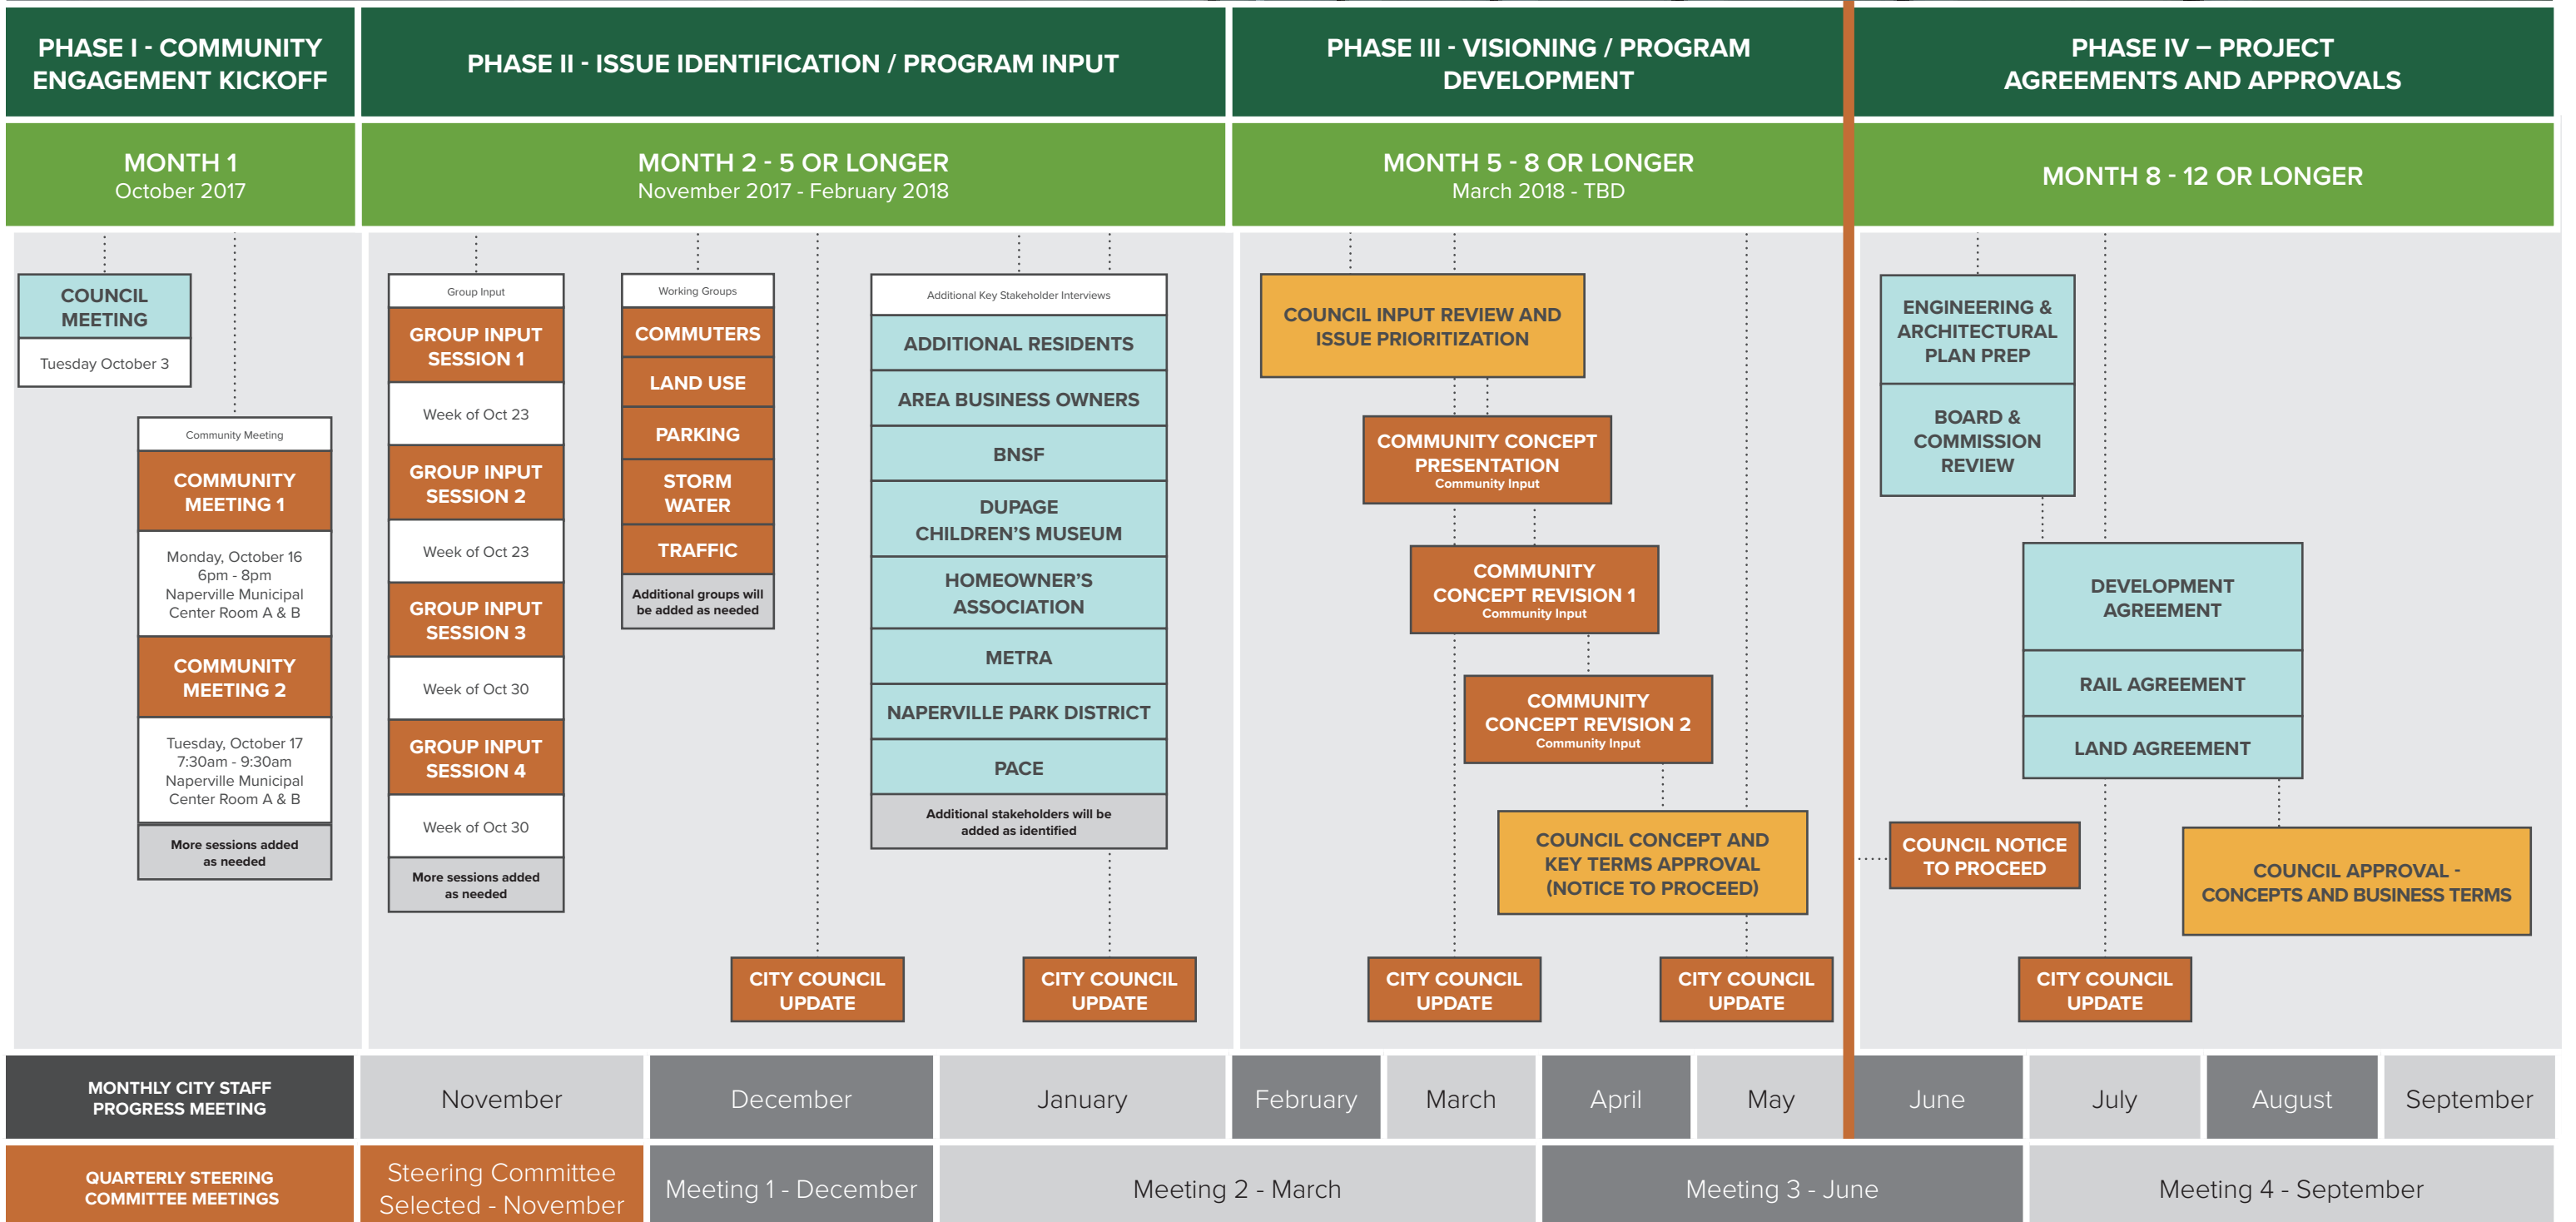 PHASE I - COMMUNITY
ENGAGEMENT KICKOFF
PHASE II - ISSUE IDENTIFICATION / PROGRAM INPUT
PHASE III - VISIONING / PROGRAM
DEVELOPMENT
PHASE IV – PROJECT
AGREEMENTS AND APPROVALS
MONTH 1
October 2017
MONTH 2 - 5 OR LONGER
November 2017 - February 2018
MONTH 5 - 8 OR LONGER
March 2018 - TBD
MONTH 8 - 12 OR LONGER
COUNCIL
MEETING
Tuesday October 3
Community Meeting
COMMUNITY
MEETING 1
Monday, October 16
6pm - 8pm
Naperville Municipal
Center Room A & B
COMMUNITY
MEETING 2
Tuesday, October 17
7:30am - 9:30am
Naperville Municipal
Center Room A & B
More sessions added
as needed
Group Input
GROUP INPUT
SESSION 1
Week of Oct 23
GROUP INPUT
SESSION 2
Week of Oct 23
GROUP INPUT
SESSION 3
Week of Oct 30
GROUP INPUT
SESSION 4
Week of Oct 30
More sessions added
as needed
Working Groups
COMMUTERS
LAND USE
PARKING
STORM
WATER
TRAFFIC
Additional groups will
be added as needed
CITY COUNCIL
UPDATE
Additional Key Stakeholder Interviews
ADDITIONAL RESIDENTS
AREA BUSINESS OWNERS
BNSF
DUPAGE
CHILDREN'S MUSEUM
HOMEOWNER'S
ASSOCIATION
METRA
NAPERVILLE PARK DISTRICT
PACE
Additional stakeholders will be
added as identified
CITY COUNCIL
UPDATE
COUNCIL INPUT REVIEW AND
ISSUE PRIORITIZATION
COMMUNITY CONCEPT
PRESENTATION
Community Input
COMMUNITY
CONCEPT REVISION 1
Community Input
COMMUNITY
CONCEPT REVISION 2
Community Input
COUNCIL CONCEPT AND
KEY TERMS APPROVAL
(NOTICE TO PROCEED)
CITY COUNCIL
UPDATE
CITY COUNCIL
UPDATE
ENGINEERING &
ARCHITECTURAL
PLAN PREP
BOARD &
COMMISSION
REVIEW
DEVELOPMENT
AGREEMENT
RAIL AGREEMENT
LAND AGREEMENT
COUNCIL NOTICE
TO PROCEED
COUNCIL APPROVAL -
CONCEPTS AND BUSINESS TERMS
CITY COUNCIL
UPDATE
MONTHLY CITY STAFF
PROGRESS MEETING
November
December
January
February
March
April
May
June
July
August
September
QUARTERLY STEERING
COMMITTEE MEETINGS
Steering Committee
Selected - November
Meeting 1 - December
Meeting 2 - March
Meeting 3 - June
Meeting 4 - September